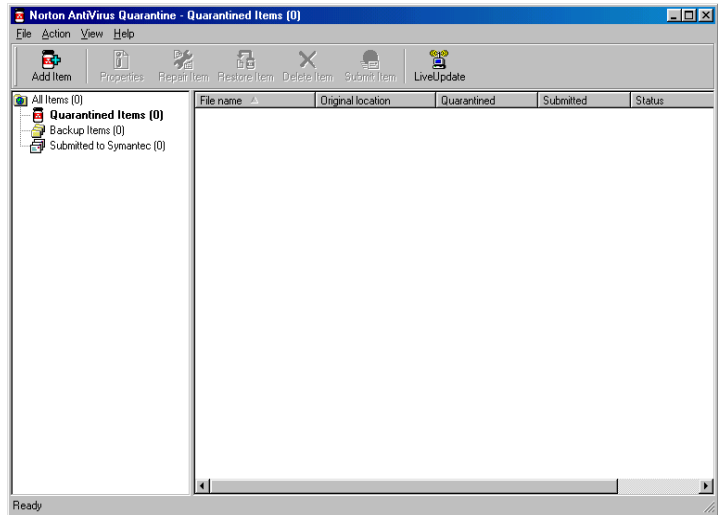 Norton AntiVirus Quarantine - Quarantined Items (0)
File Action View Help
Add Item Properties Repair Item Restore Item Delete Item Submit Item LiveUpdate
All Items (0)
Quarantined Items (0)
Backup Items (0)
Submitted to Symantec (0)
File name Original location Quarantined Submitted Status
Ready